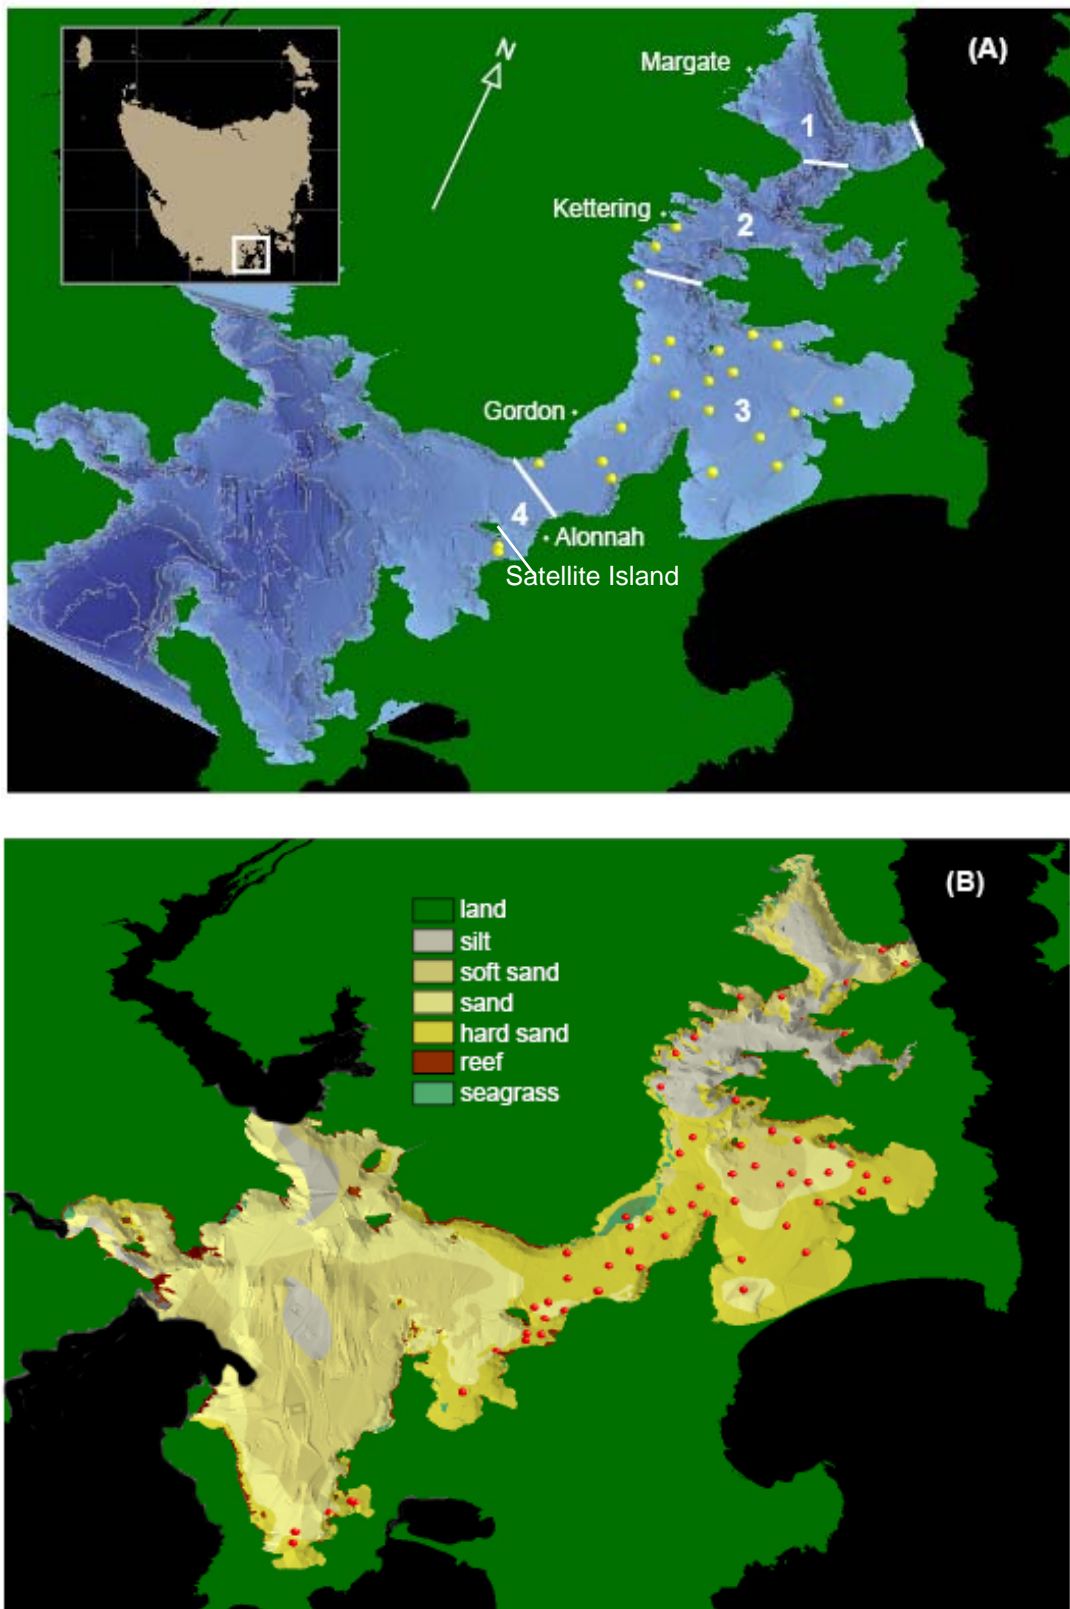 (A)
N
Margate
1
Kettering
2
Gordon
3
4
Alonnah
Satellite Island
(B)
land
silt
soft sand
sand
hard sand
reef
seagrass